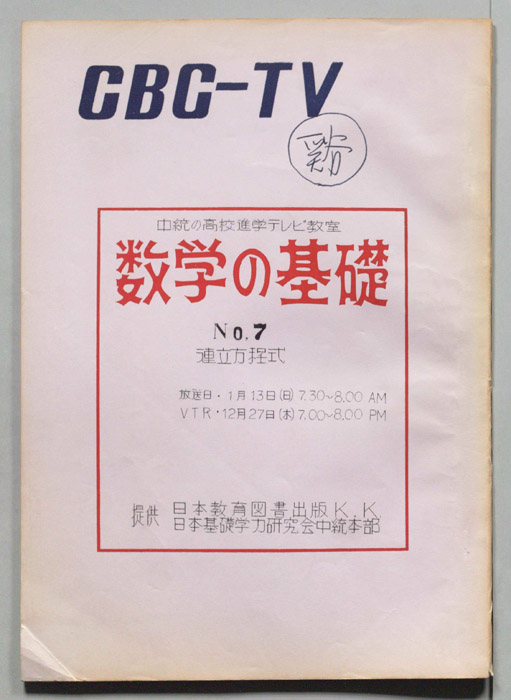 CBC-TV
中統の高校進学テレビ教室
数学の基礎
No.7
連立方程式
放送日・1月13日(日)7.30~8.00 AM
VTR・12月27日(木)7.00~8.00 PM
提供 日本教育図書出版K.K
日本基礎学力研究会中統本部